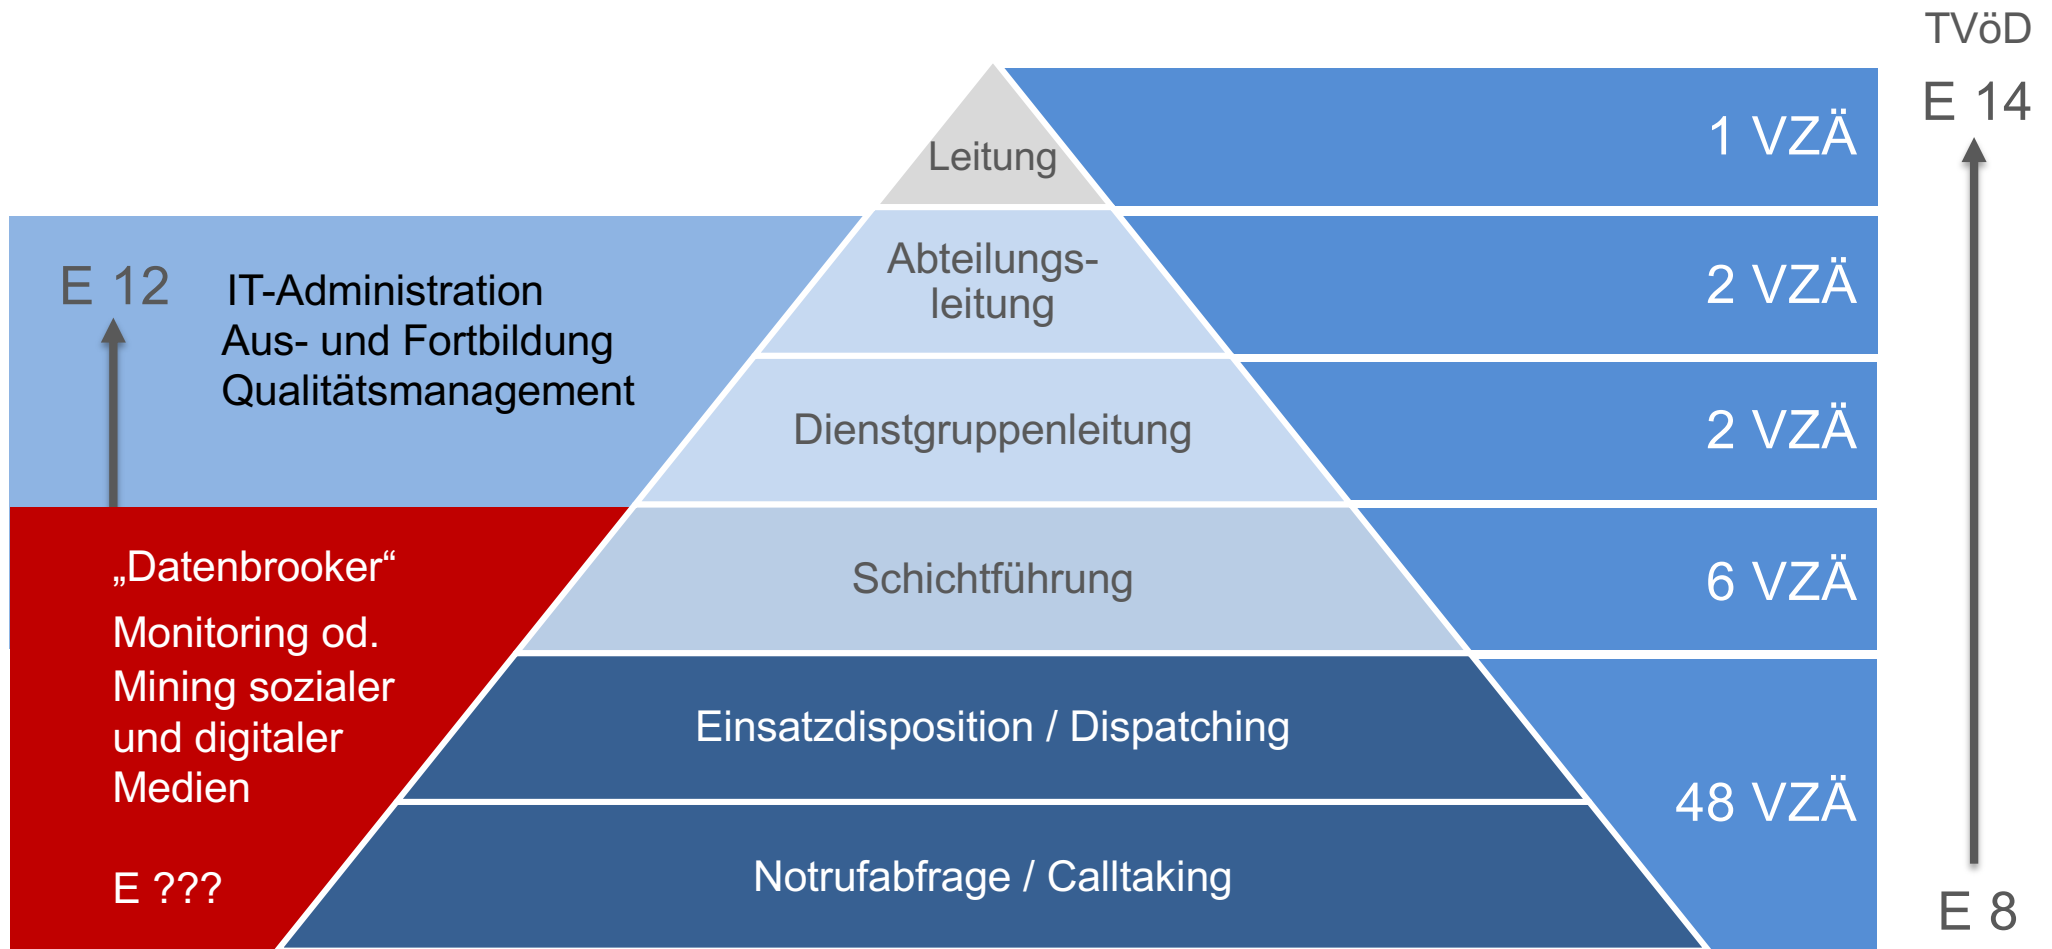 TVöD
E 14
Leitung
1 VZÄ
E 12
IT-Administration
Aus- und Fortbildung
Qualitätsmanagement
Abteilungs-
leitung
2 VZÄ
Dienstgruppenleitung
2 VZÄ
„Datenbrooker“
Monitoring od.
Mining sozialer
und digitaler
Medien
E ???
Schichtführung
6 VZÄ
Einsatzdisposition / Dispatching
Notrufabfrage / Calltaking
48 VZÄ
E 8